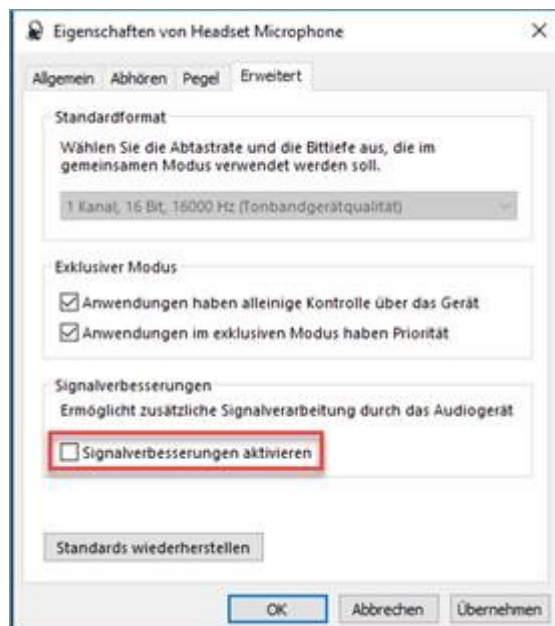 Eigenschaften von Headset Microphone
Allgemein Abhören Pegel Erweitert
Standardformat
Wählen Sie die Abtastrate und die Bittiefe aus, die im
gemeinsamen Modus verwendet werden soll.
1 Kanal, 16 Bit, 16000 Hz (Tonbandgerätqualität)
Exklusiver Modus
Anwendungen haben alleinige Kontrolle über das Gerät
Anwendungen im exklusiven Modus haben Priorität
Signalverbesserungen
Ermöglicht zusätzliche Signalverarbeitung durch das Audiogerät
Signalverbesserungen aktivieren
Standards wiederherstellen
OK Abbrechen Übernehmen